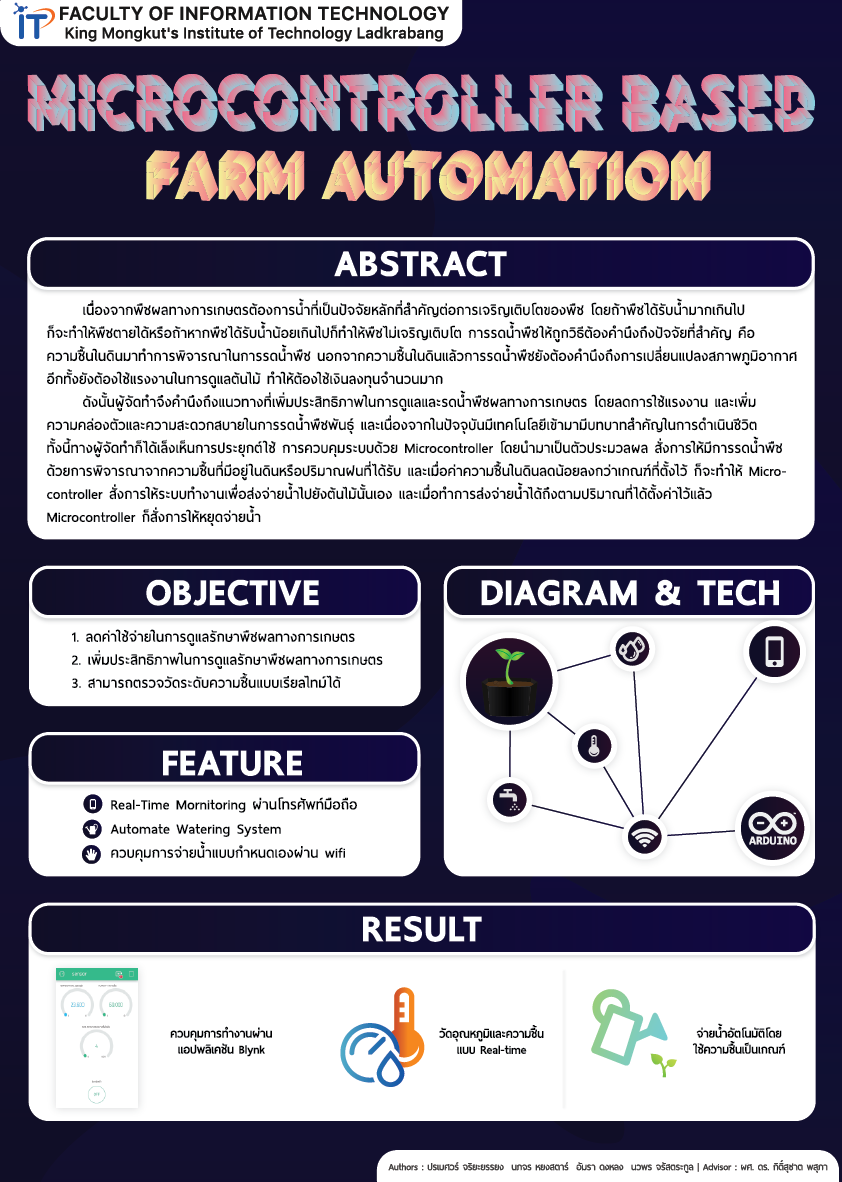 iT FACULTY OF INFORMATION TECHNOLOGY
King Mongkut's Institute of Technology Ladkrabang
MICROCONTROLLER BASED
FARM AUTOMATION
ABSTRACT
เนื่องจากพืชผลทางการเกษตรต้องการน้ำที่เป็นปัจจัยหลักที่สำคัญต่อการเจริญเติบโตของพืช โดยถ้าพืชได้รับน้ำมากเกินไป
ก็จะทำให้พืชตายได้หรือถ้าหากพืชได้รับน้ำน้อยเกินไปก็ทำให้พืชไม่เจริญเติบโต การรดน้ำพืชให้ถูกวิธีต้องคำนึงถึงปัจจัยที่สำคัญ คือ
ความชื้นในดินมาทำการพิจารณาในการรดน้ำพืช นอกจากความชื้นในดินแล้วการรดน้ำพืชยังต้องคำนึงถึงการเปลี่ยนแปลงสภาพภูมิอากาศ
อีกทั้งยังต้องใช้แรงงานในการดูแลต้นไม้ ทำให้ต้องใช้เงินลงทุนจำนวนมาก
ดังนั้นผู้จัดทำจึงคำนึงถึงแนวทางที่เพิ่มประสิทธิภาพในการดูแลและรดน้ำพืชผลทางการเกษตร โดยลดการใช้แรงงาน และเพิ่ม
ความคล่องตัวและความสะดวกสบายในการรดน้ำพืชพันธุ์ และเนื่องจากในปัจจุบันมีเทคโนโลยีเข้ามามีบทบาทสำคัญในการดำเนินชีวิต
ทั้งนี้ทางผู้จัดทำก็ได้เล็งเห็นการประยุกต์ใช้ การควบคุมระบบด้วย Microcontroller โดยนำมาเป็นตัวประมวลผล สั่งการให้มีการรดน้ำพืช
ด้วยการพิจารณาจากความชื้นที่มีอยู่ในดินหรือปริมาณฝนที่ได้รับ และเมื่อค่าความชื้นในดินลดน้อยลงกว่าเกณฑ์ที่ตั้งไว้ ก็จะทำให้ Micro-
controller สั่งการให้ระบบทำงานเพื่อส่งจ่ายน้ำไปยังต้นไม้นั้นเอง และเมื่อทำการส่งจ่ายน้ำได้ถึงตามปริมาณที่ได้ตั้งค่าไว้แล้ว
Microcontroller ก็สั่งการให้หยุดจ่ายน้ำ
OBJECTIVE
1. ลดค่าใช้จ่ายในการดูแลรักษาพืชผลทางการเกษตร
2. เพิ่มประสิทธิภาพในการดูแลรักษาพืชผลทางการเกษตร
3. สามารถตรวจวัดระดับความชื้นแบบเรียลไทม์ได้
FEATURE
Real-Time Mornitoring ผ่านโทรศัพท์มือถือ
Automate Watering System
ควบคุมการจ่ายน้ำแบบกำหนดเองผ่าน wifi
DIAGRAM & TECH
ARDUINO
RESULT
ควบคุมการทำงานผ่าน
แอปพลิเคชัน Blynk
วัดอุณหภูมิและความชื้น
แบบ Real-time
จ่ายน้ำอัตโนมัติโดย
ใช้ความชื้นเป็นเกณฑ์
Authors : ปรเมศวร์ จริยะยรรยง นภจร หยงสตาร์ อันรา ดงหลง นวพร จรัสตระกูล | Advisor : ผศ. ดร. กิติ์สุชาต พสุภา